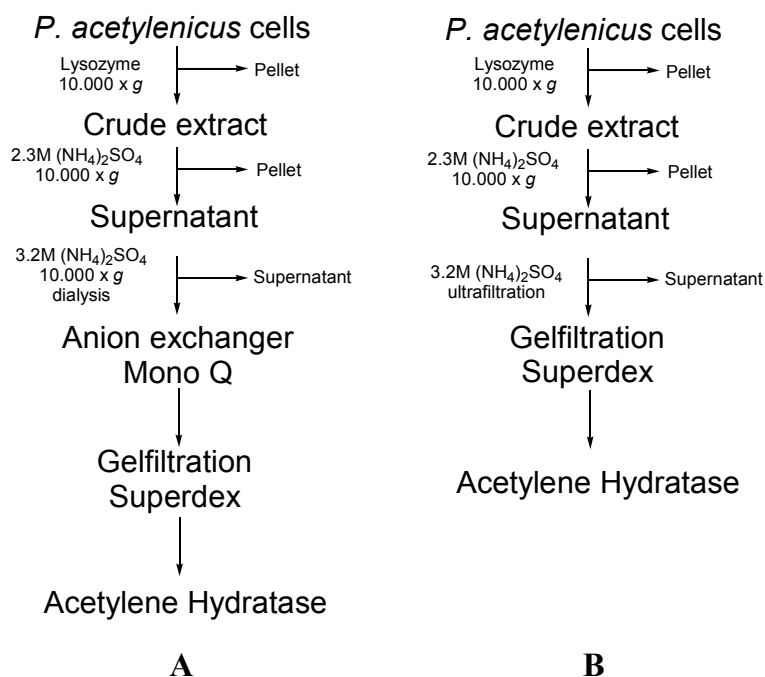 P. acetylenicus cells
Lysozyme
10.000 x g
Pellet
Crude extract
2.3M (NH4)2SO4
10.000 x g
Pellet
Supernatant
3.2M (NH4)2SO4
10.000 x g
dialysis
Supernatant
Anion exchanger
Mono Q
Gelfiltration
Superdex
Acetylene Hydratase
A
P. acetylenicus cells
Lysozyme
10.000 x g
Pellet
Crude extract
2.3M (NH4)2SO4
10.000 x g
Pellet
Supernatant
3.2M (NH4)2SO4
ultrafiltration
Supernatant
Gelfiltration
Superdex
Acetylene Hydratase
B